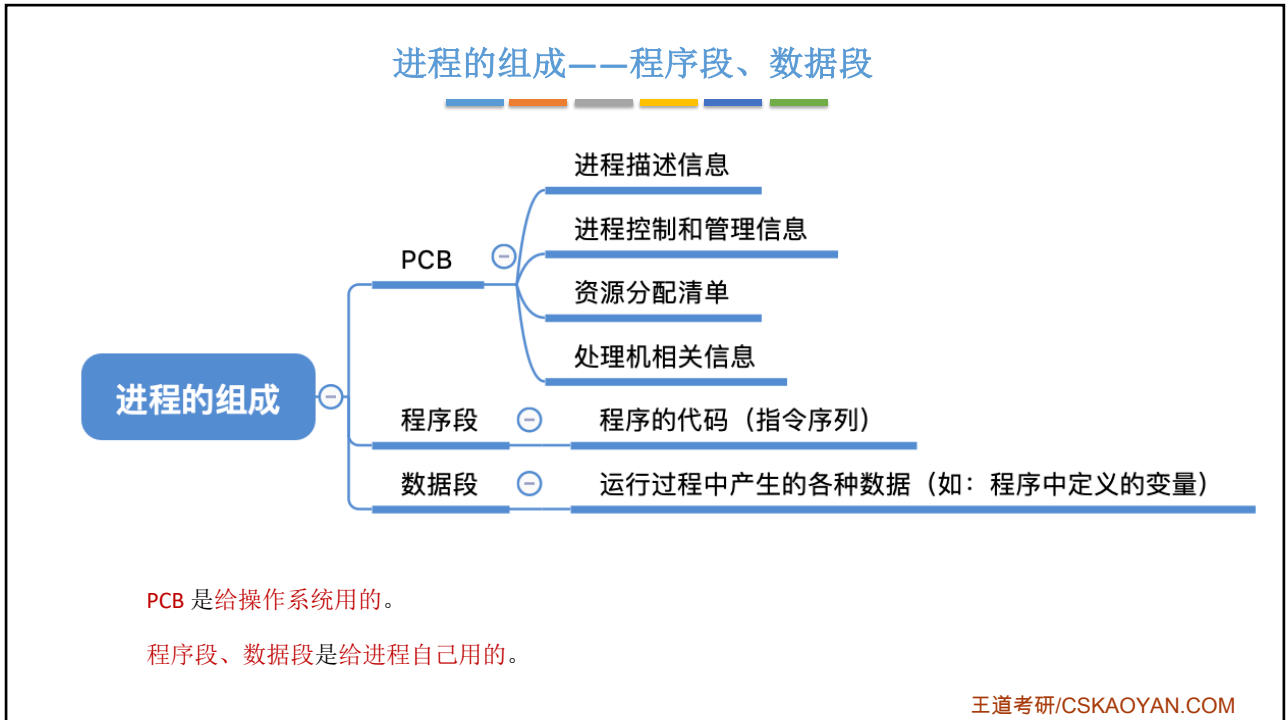 进程的组成——程序段、数据段
进程描述信息
进程控制和管理信息
PCB
资源分配清单
处理机相关信息
进程的组成
程序段
程序的代码（指令序列）
数据段
运行过程中产生的各种数据（如：程序中定义的变量）
PCB 是给操作系统用的。
程序段、数据段是给进程自己用的。
王道考研/CSKAOYAN.COM